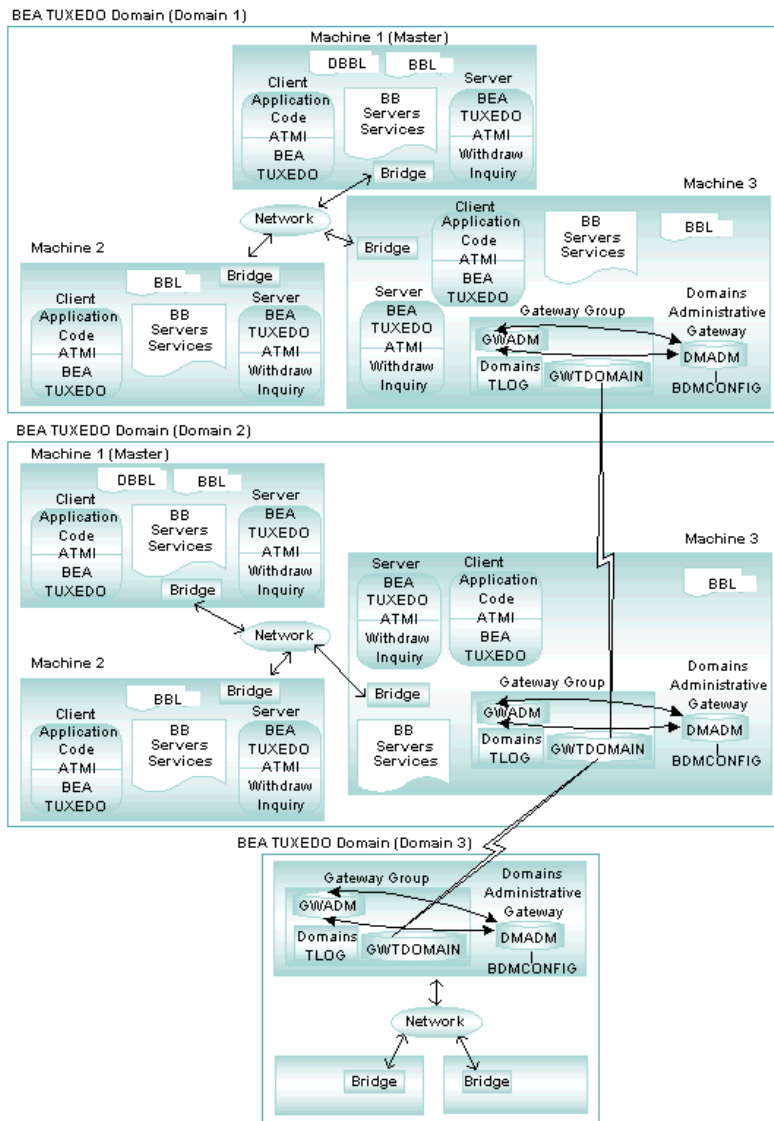 BEA TUXEDO Domain (Domain 1)
Machine 1 (Master)
DBBL
BBL
Client
Application
Code
ATMI
BEA
TUXEDO
BB
Servers
Services
Server
BEA
TUXEDO
ATMI
Withdraw
Inquiry
Bridge
Network
Machine 2
BBL
Bridge
Client
Application
Code
ATMI
BEA
TUXEDO
BB
Servers
Services
Server
BEA
TUXEDO
ATMI
Withdraw
Inquiry
Machine 3
Bridge
Client
Application
Code
ATMI
BEA
TUXEDO
BB
Servers
Services
BBL
Server
BEA
TUXEDO
ATMI
Withdraw
Inquiry
Gateway Group
GWADM
Domains
TLOG
GWTDOMAIN
Domains
Administrative
Gateway
DMADM
BDMCONFIG
BEA TUXEDO Domain (Domain 2)
Machine 1 (Master)
DBBL
BBL
Client
Application
Code
ATMI
BEA
TUXEDO
BB
Servers
Services
Server
BEA
TUXEDO
ATMI
Withdraw
Inquiry
Bridge
Network
Machine 2
BBL
Bridge
Client
Application
Code
ATMI
BEA
TUXEDO
BB
Servers
Services
Server
BEA
TUXEDO
ATMI
Withdraw
Inquiry
Machine 3
Server
BEA
TUXEDO
ATMI
Withdraw
Inquiry
Client
Application
Code
ATMI
BEA
TUXEDO
BBL
Bridge
BB
Servers
Services
Gateway Group
GWADM
Domains
TLOG
GWTDOMAIN
Domains
Administrative
Gateway
DMADM
BDMCONFIG
BEA TUXEDO Domain (Domain 3)
Gateway Group
GWADM
Domains
TLOG
GWTDOMAIN
Domains
Administrative
Gateway
DMADM
BDMCONFIG
Network
Bridge
Bridge